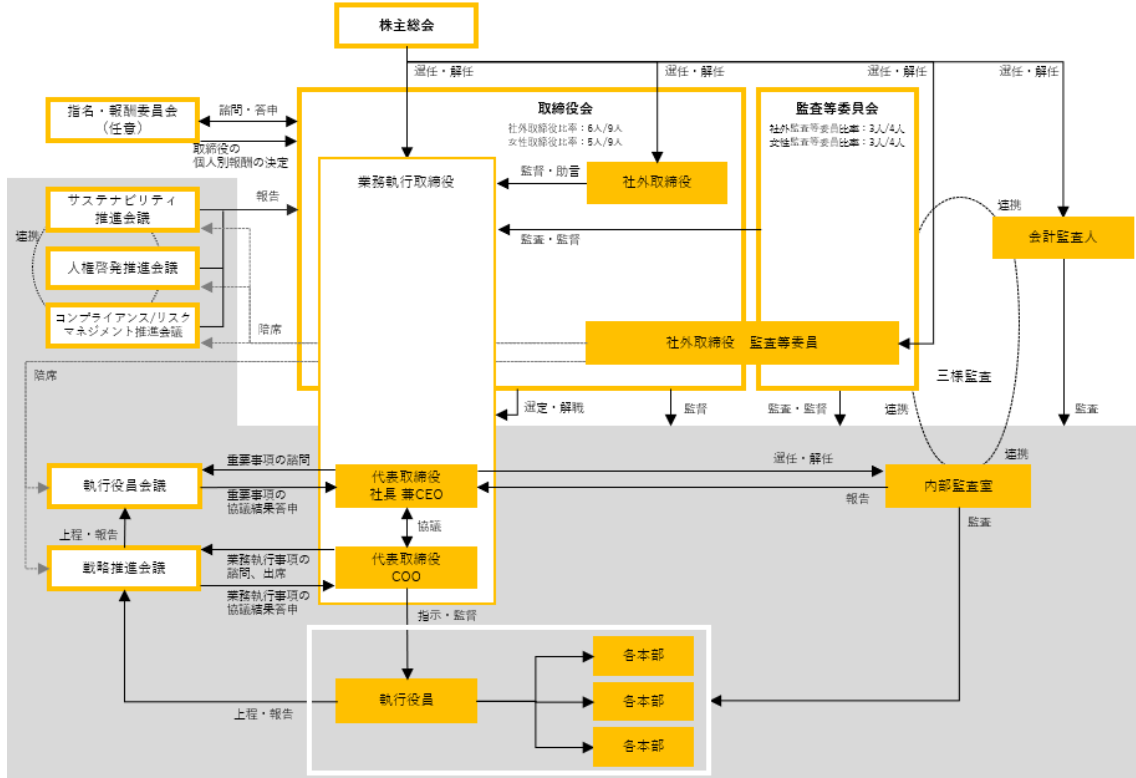 株主総会
選任・解任
選任・解任
選任・解任
選任・解任
指名・報酬委員会
（任意）
諮問・答申
取締役の
個人別報酬の決定
取締役会
社外取締役比率：6人/9人
女性取締役比率：5人/9人
監査等委員会
社外監査等委員比率：3人/4人
女性監査等委員比率：3人/4人
業務執行取締役
監督・助言
社外取締役
サステナビリティ
推進会議
報告
連携
連携
会計監査人
監査・監督
人権啓発推進会議
コンプライアンス/リスク
マネジメント推進会議
陪席
社外取締役　監査等委員
陪席
三様監査
選定・解職
監督
監査・監督
連携
監査
重要事項の諮問
代表取締役
社長 兼CEO
選任・解任
連携
執行役員会議
重要事項の
協議結果答申
内部監査室
報告
監査
上程・報告
協議
戦略推進会議
業務執行事項の
諮問、出席
代表取締役
COO
業務執行事項の
協議結果答申
指示・監督
各本部
執行役員
各本部
上程・報告
各本部